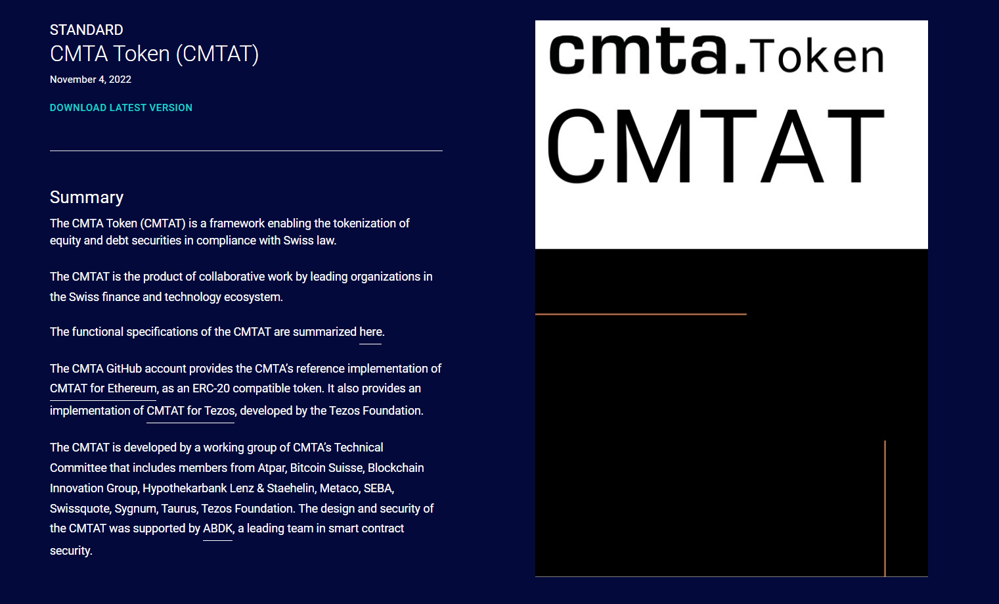 STANDARD
CMTA Token (CMTAT)
November 4, 2022
DOWNLOAD LATEST VERSION
Summary
The CMTA Token (CMTAT) is a framework enabling the tokenization of
equity and debt securities in compliance with Swiss law.
The CMTAT is the product of collaborative work by leading organizations in
the Swiss finance and technology ecosystem.
The functional specifications of the CMTAT are summarized here.
The CMTA GitHub account provides the CMTA’s reference implementation of
CMTAT for Ethereum, as an ERC-20 compatible token. It also provides an
implementation of CMTAT for Tezos, developed by the Tezos Foundation.
The CMTAT is developed by a working group of CMTA’s Technical
Committee that includes members from Atpar, Bitcoin Suisse, Blockchain
Innovation Group, Hypothekarbank Lenz & Staehelin, Metaco, SEBA,
Swissquote, Sygnum, Taurus, Tezos Foundation. The design and security of
the CMTAT was supported by ABDK, a leading team in smart contract
security.
cmta.Token
CMTAT